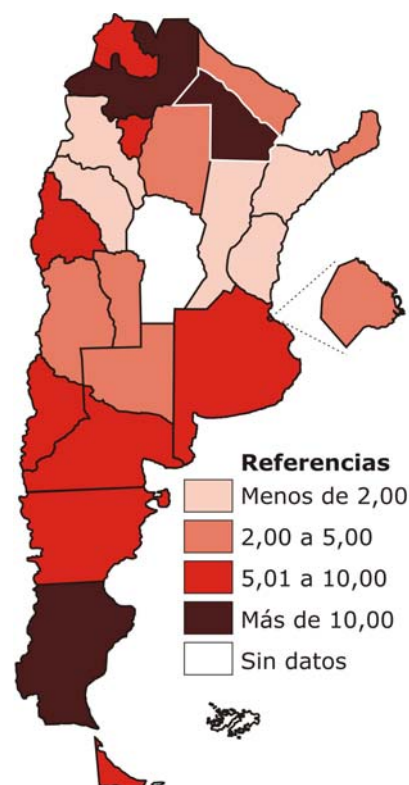 Referencias
Menos de 2,00
2,00 a 5,00
5,01 a 10,00
Más de 10,00
Sin datos